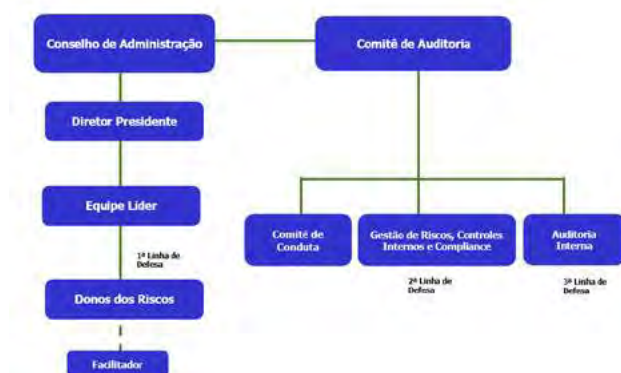 Conselho de Administração
Comitê de Auditoria
Diretor Presidente
Equipe Líder
Comitê de
Conduta
Gestão de Riscos, Controles
Internos e Compliance
Auditoria
Interna
1ª Linha de
Defesa
2ª Linha de
Defesa
3ª Linha de
Defesa
Donos dos Riscos
Facilitador